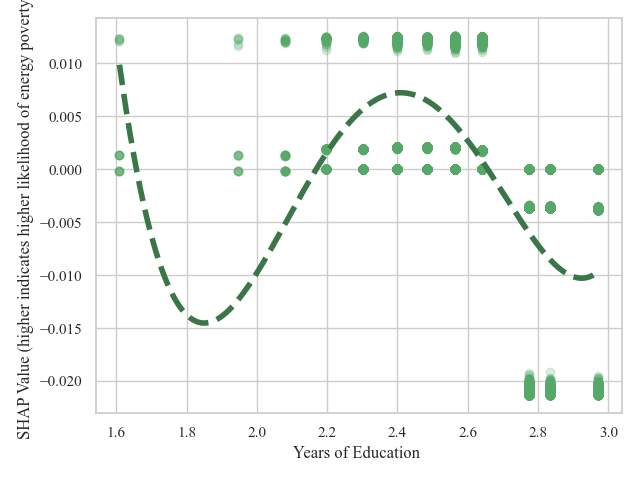 SHAP Value (higher indicates higher likelihood of energy poverty
0.010
0.005
0.000
−0.005
−0.010
−0.015
−0.020
1.6 1.8 2.0 2.2 2.4 2.6 2.8 3.0
Years of Education